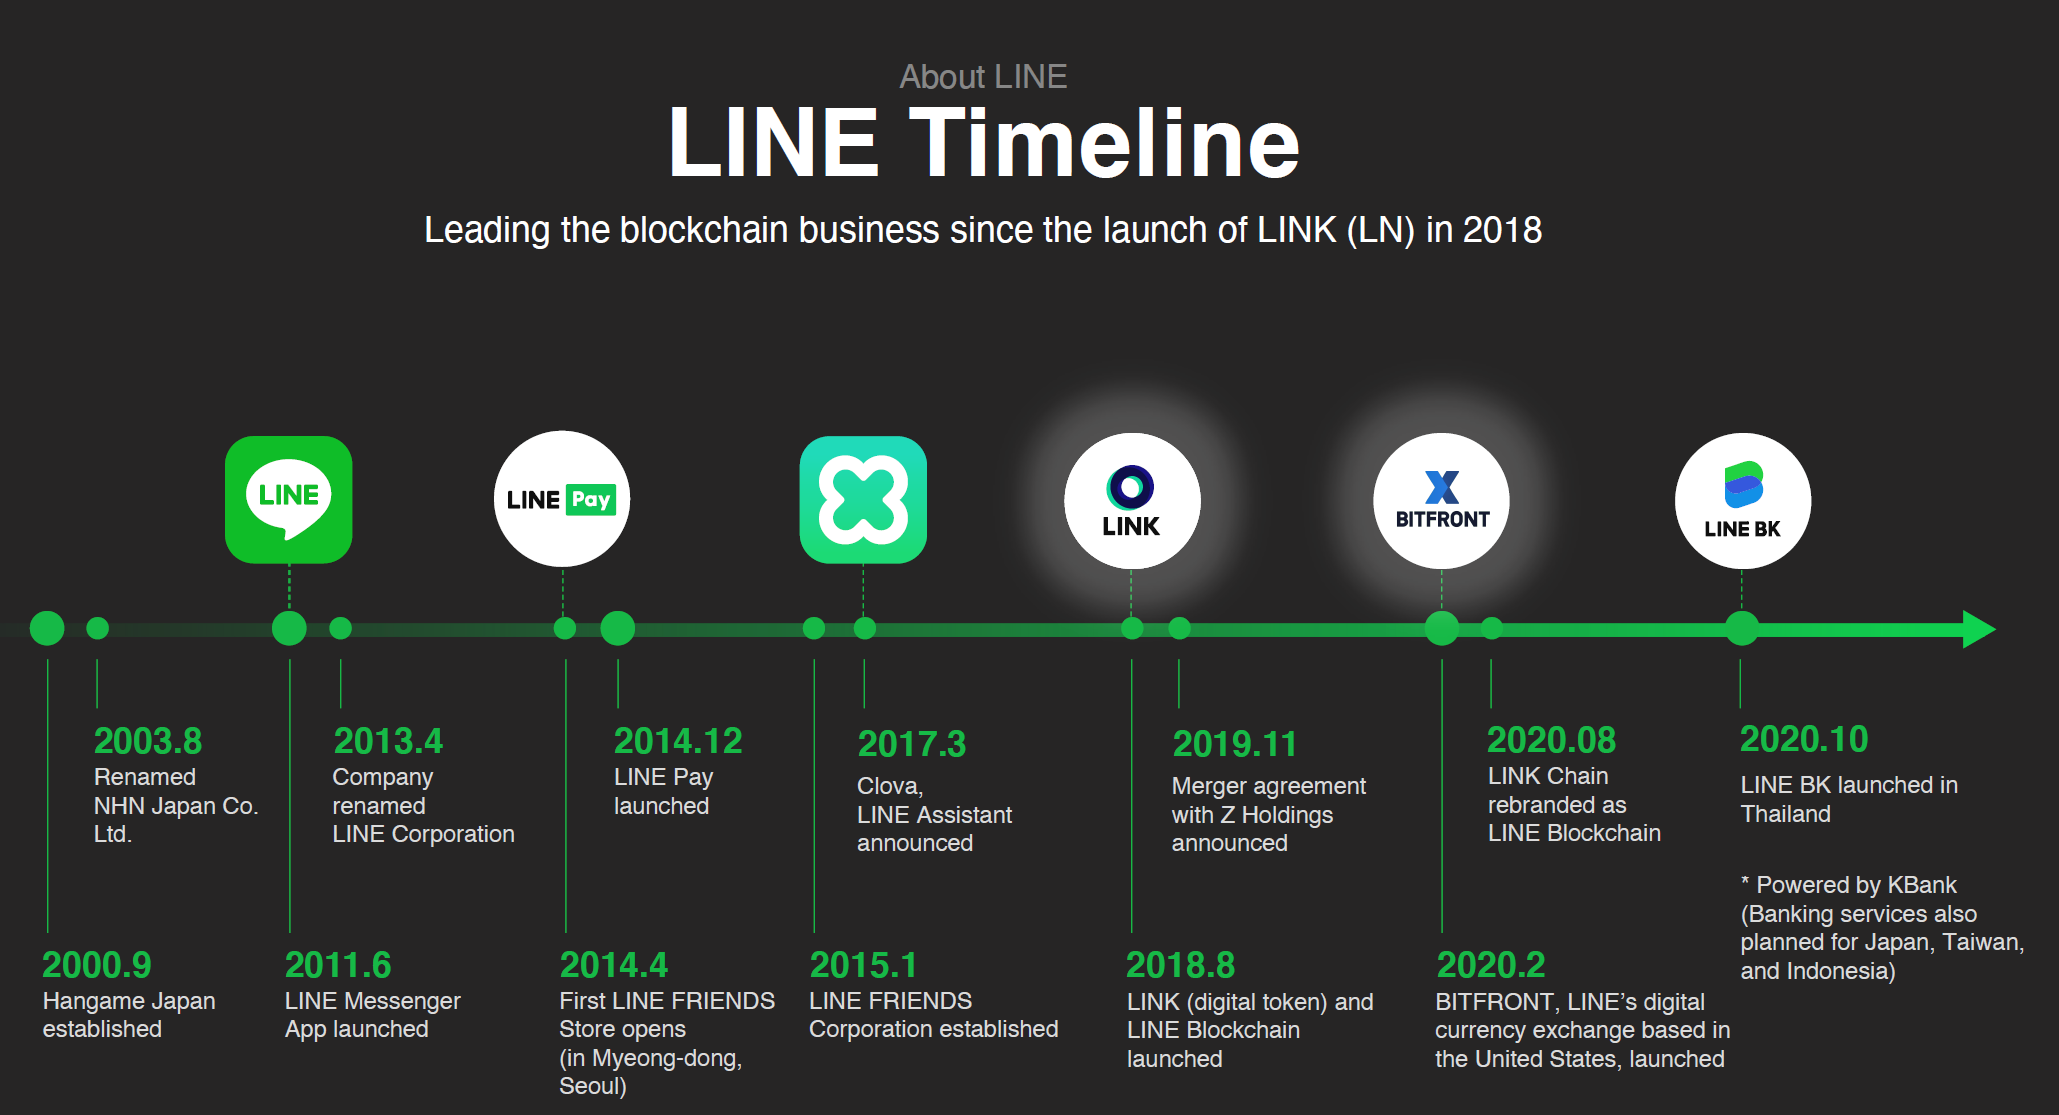 About LINE
LINE Timeline
Leading the blockchain business since the launch of LINK (LN) in 2018
LINE
LINE Pay
LINK
BITFRONT
LINE BK
2003.8
Renamed
NHN Japan Co.
Ltd.
2013.4
Company
renamed
LINE Corporation
2014.12
LINE Pay
launched
2017.3
Clova,
LINE Assistant
announced
2019.11
Merger agreement
with Z Holdings
announced
2020.08
LINK Chain
rebranded as
LINE Blockchain
2020.10
LINE BK launched in
Thailand
* Powered by KBank
(Banking services also
planned for Japan, Taiwan,
and Indonesia)
2000.9
Hangame Japan
established
2011.6
LINE Messenger
App launched
2014.4
First LINE FRIENDS
Store opens
(in Myeong-dong,
Seoul)
2015.1
LINE FRIENDS
Corporation established
2018.8
LINK (digital token) and
LINE Blockchain
launched
2020.2
BITFRONT, LINE’s digital
currency exchange based in
the United States, launched